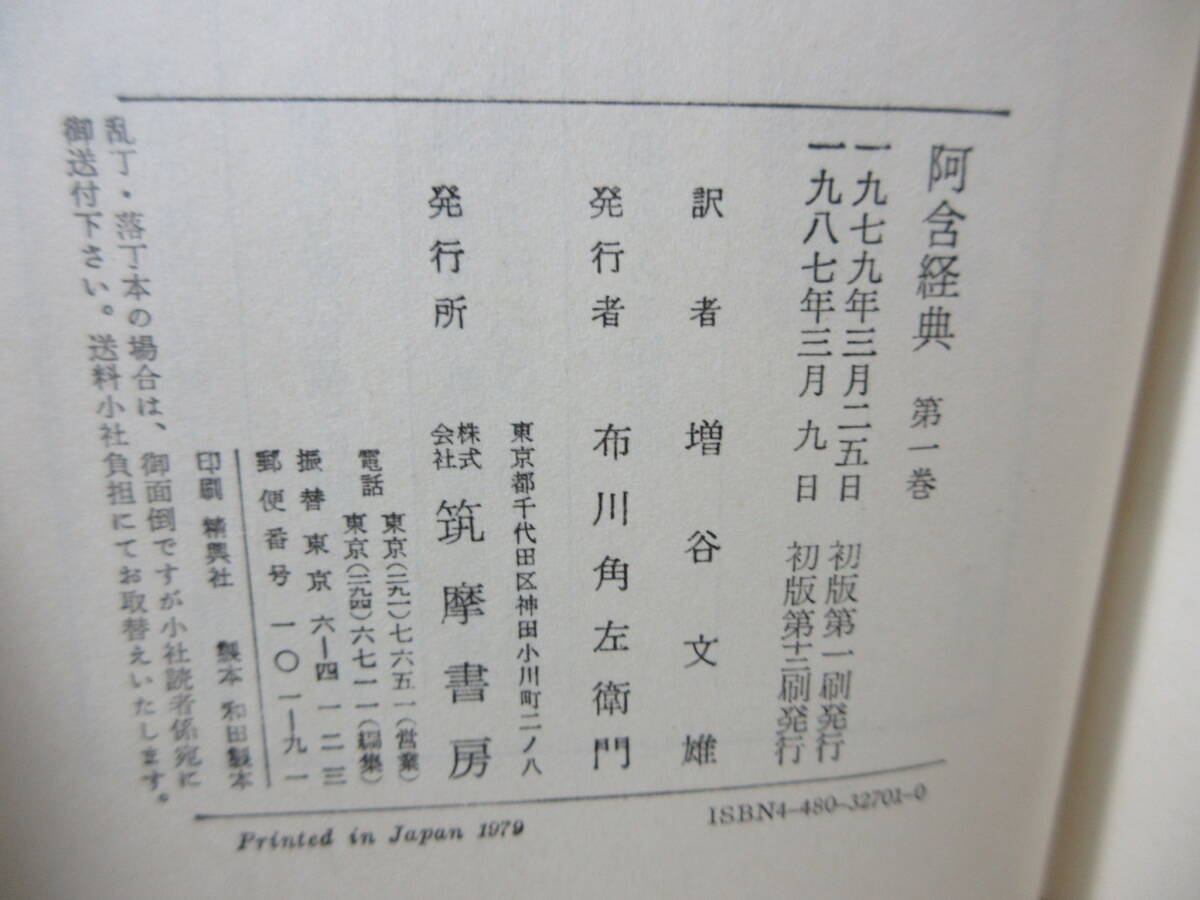 阿含経典　第一巻
一九七九年三月二五日　初版第一刷発行
一九八七年三月　九日　初版第十二刷発行
訳者　増谷文雄
発行者　布川角左衛門
東京都千代田区神田小川町二ノ八
発行所　株式会社　筑摩書房
電話　東京(二九一)七六五一(営業)
東京(二九四)六七一一(編集)
振替東京六―四一二三
郵便番号一〇一―九一
印刷　精興社　製本　和田製本
乱丁・落丁本の場合は、御面倒ですが小社読者係宛に
御送付下さい。送料小社負担にてお取替えいたします。
Printed in Japan 1979
ISBN4-480-32701-0